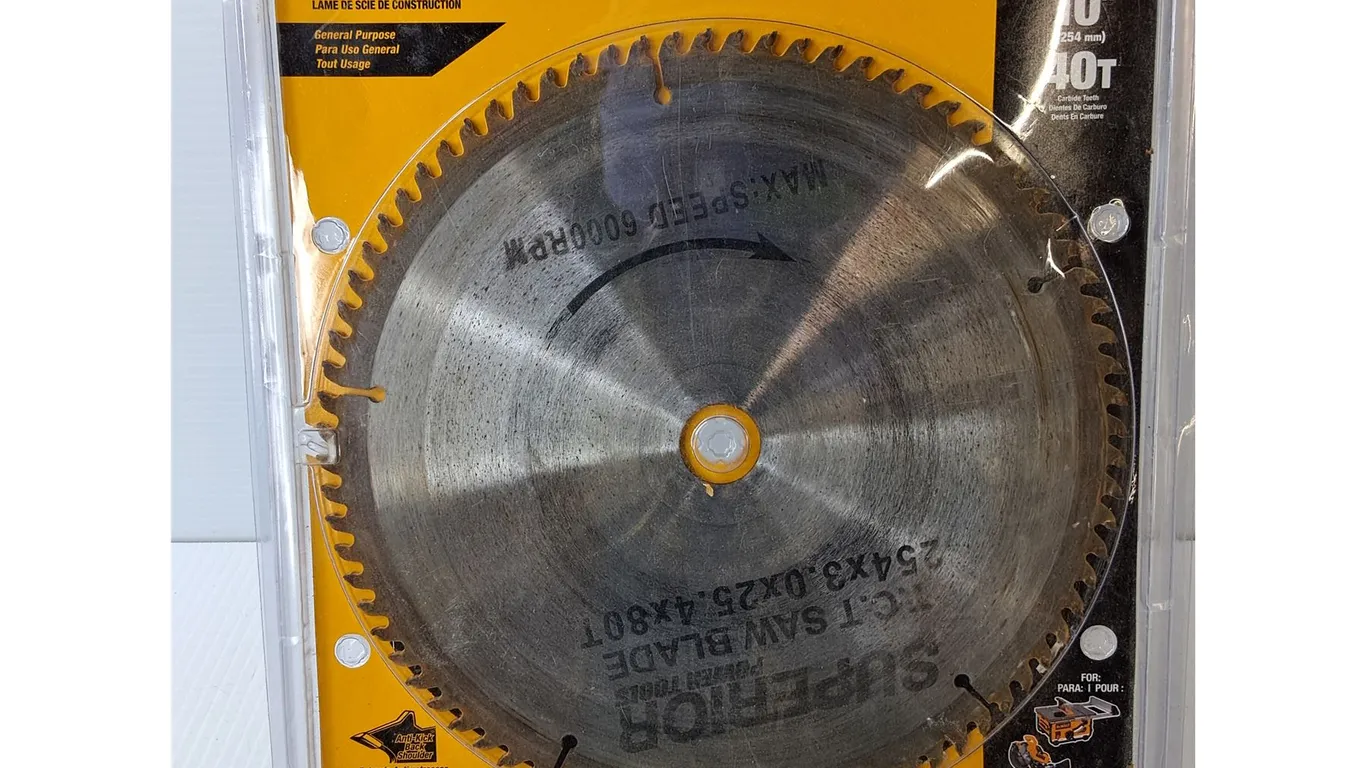 LAME DE SCIE DE CONSTRUCTION
General Purpose
Para Uso General
Tout Usage
10"
(254 mm)
40T
Carbide Teeth
Dientes De Carburo
Dents En Carbure
MAX:SPEED 6000RPM
SUPERIOR
POWER TOOLS
T.C.T SAW BLADE
254x3.0x25.4x80T
FOR:
PARA: | POUR :
Anti-Kick
Back
Shoulder